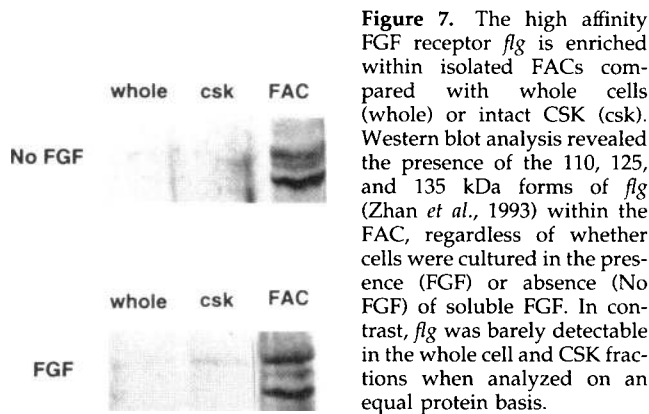 whole csk FAC
No FGF
whole csk FAC
FGF
Figure 7. The high affinity
FGF receptor flg is enriched
within isolated FACs com-
pared with whole cells
(whole) or intact CSK (csk).
Western blot analysis revealed
the presence of the 110, 125,
and 135 kDa forms of flg
(Zhan et al., 1993) within the
FAC, regardless of whether
cells were cultured in the pres-
ence (FGF) or absence (No
FGF) of soluble FGF. In con-
trast, flg was barely detectable
in the whole cell and CSK frac-
tions when analyzed on an
equal protein basis.